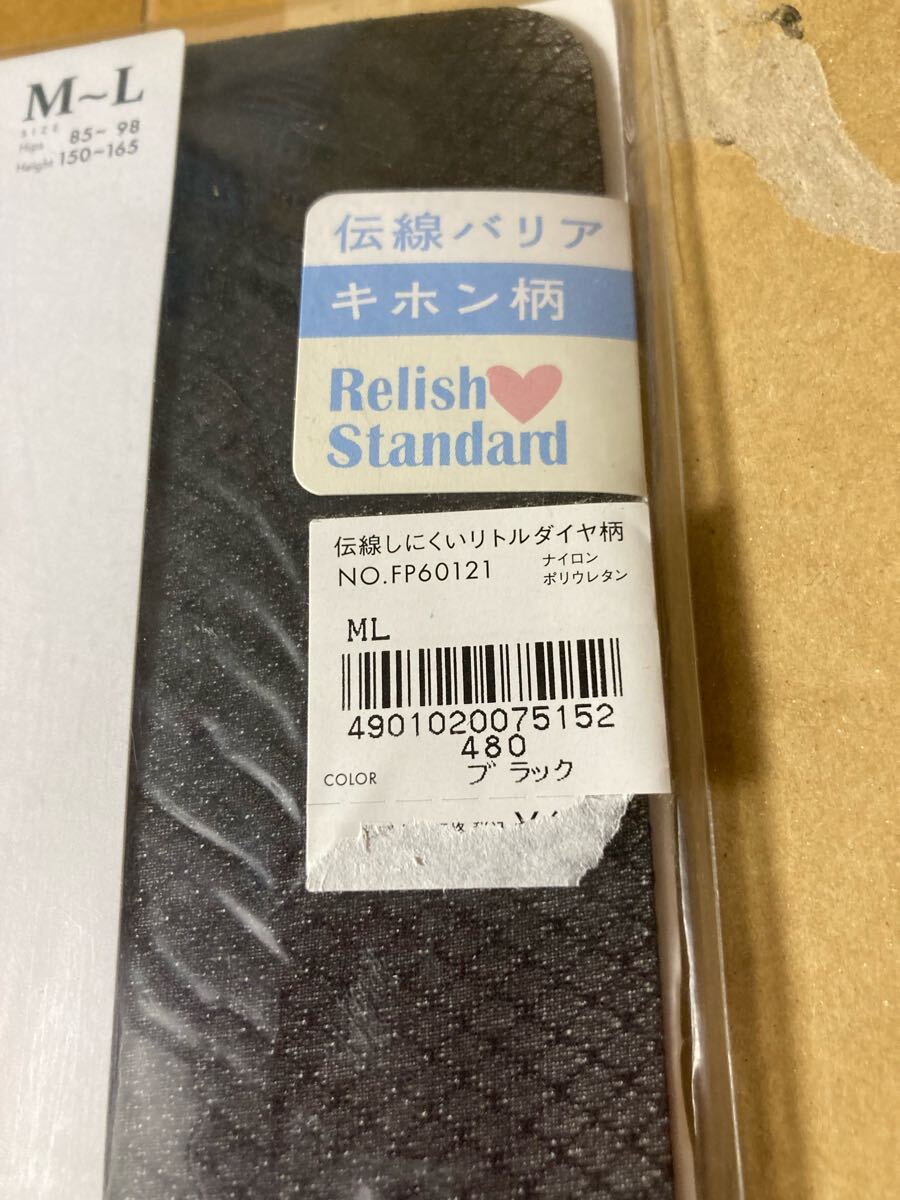 M~L
SIZE
Hips 85- 98
Height 150-165
伝線バリア
キホン柄
Relish
Standard
伝線しにくいリトルダイヤ柄
NO.FP60121
ナイロン
ポリウレタン
ML
4901020075152
480
COLOR ブラック